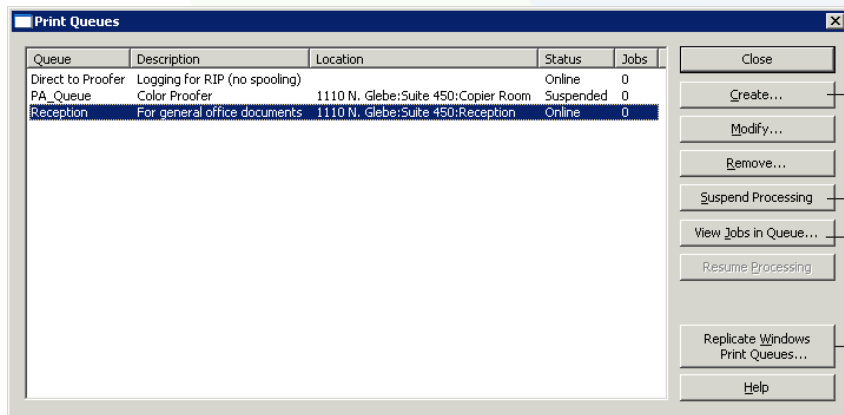 Print Queues
Queue Description Location Status Jobs
Direct to Proofer Logging for RIP (no spooling) Online 0
PA_Queue Color Proofer 1110 N. Glebe:Suite 450:Copier Room Suspended 0
Reception For general office documents 1110 N. Glebe:Suite 450:Reception Online 0
Close
Create...
Modify...
Remove...
Suspend Processing
View Jobs in Queue...
Resume Processing
Replicate Windows
Print Queues...
Help